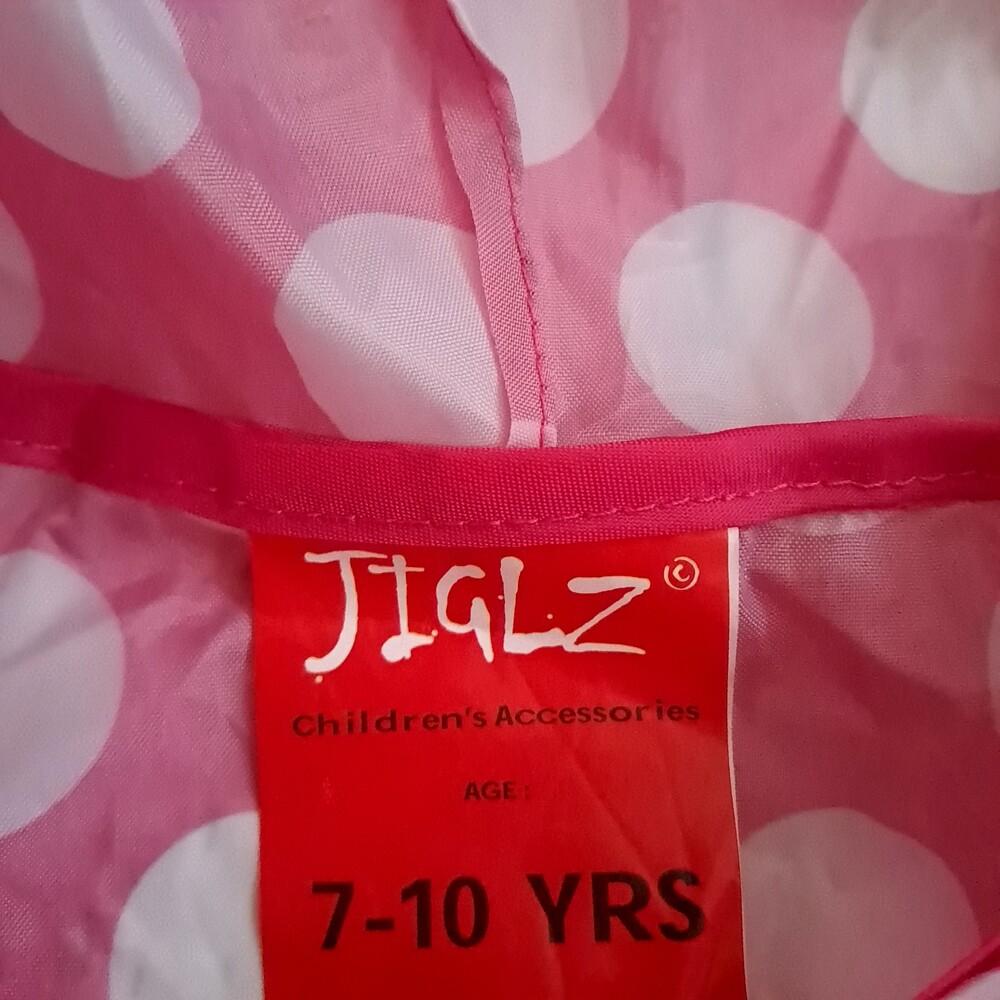 JIGLZ ©
Children's Accessories
AGE:
7-10 YRS